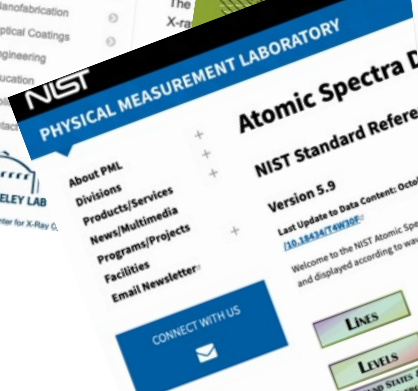 anofabrication
ptical Coatings
gineering
ucation
The
X-ra
ELEY LAB
nter for X-Ray O
NIST
PHYSICAL MEASUREMENT LABORATORY
About PML
Divisions
Products/Services
News/Multimedia
Programs/Projects
Facilities
Email Newsletter
CONNECT WITH US
Atomic Spectra D
NIST Standard Refere
Version 5.9
Last Update to Data Content: Octo
/10.18434/T4W30F
Welcome to the NIST Atomic Spe
and displayed according to wav
LINES
LEVELS